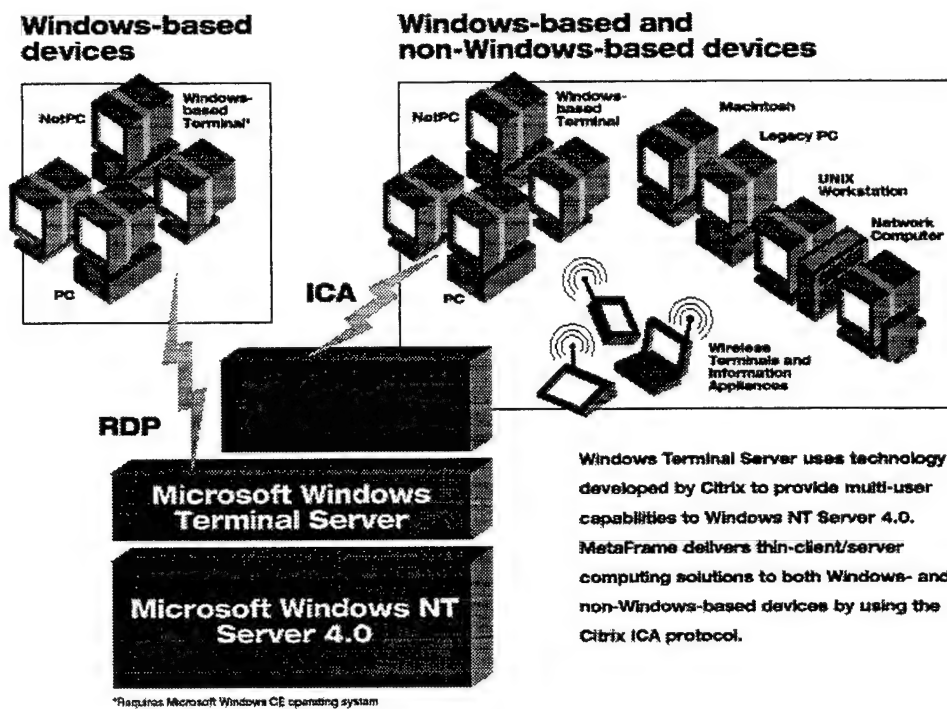 Windows-based
devices
Windows-based and
non-Windows-based devices
NetPC
Windows-
based
Terminal*
PC
NetPC
Windows-
based
Terminal
PC
Macintosh
Legacy PC
UNIX
Workstation
Network
Computer
Wireless
Terminals and
Information
Appliances
ICA
RDP
Microsoft Windows
Terminal Server
Microsoft Windows NT
Server 4.0
Windows Terminal Server uses technology
developed by Citrix to provide multi-user
capabilities to Windows NT Server 4.0.
MetaFrame delivers thin-client/server
computing solutions to both Windows- and
non-Windows-based devices by using the
Citrix ICA protocol.
*Requires Microsoft Windows CE operating system